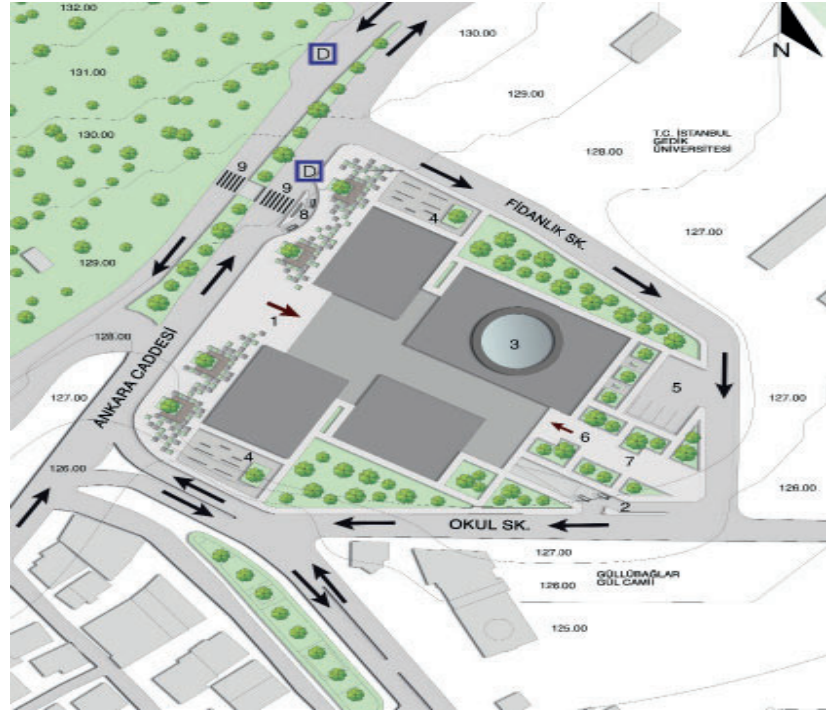 132.00
D
130.00
N
131.00
129.00
130.00
T.C. İSTANBUL
GEDİK
ÜNİVERSİTESİ
128.00
9
D
9
8
4
FİDANLIK SK.
127.00
129.00
1
3
128.00
ANKARA CADDESİ
5
127.00
127.00
6
4
7
126.00
126.00
2
OKUL SK.
127.00
GÜLLÜBAĞLAR
GÜL CAMİİ
126.00
125.00